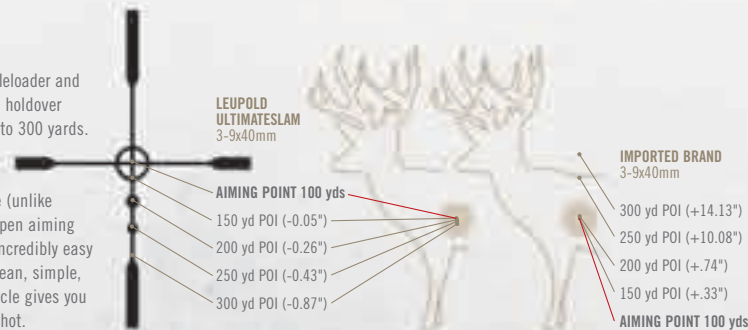 leloader and
holdover
to 300 yards.
e (unlike
pen aiming
ncredibly easy
ean, simple,
cle gives you
hot.
LEUPOLD
ULTIMATESLAM
3-9x40mm
AIMING POINT 100 yds
150 yd POI (-0.05")
200 yd POI (-0.26")
250 yd POI (-0.43")
300 yd POI (-0.87")
IMPORTED BRAND
3-9x40mm
300 yd POI (+14.13")
250 yd POI (+10.08")
200 yd POI (+.74")
150 yd POI (+.33")
AIMING POINT 100 yds